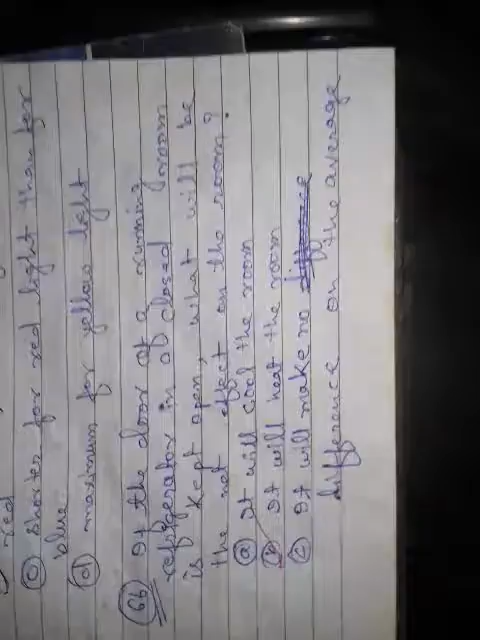 red
(c) shorter for red light than for
blue
(d) maximum for yellow light
(66) If the door of a running
refrigerator in a closed room
is kept open, what will be
the net effect on the room?
(a) It will cool the room
(b) It will heat the room
(c) It will make no
difference on the average